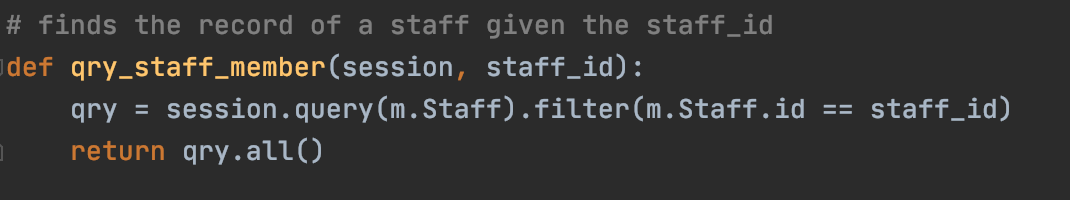 # finds the record of a staff given the staff_id
def qry_staff_member(session, staff_id):
    qry = session.query(m.Staff).filter(m.Staff.id == staff_id)
    return qry.all()